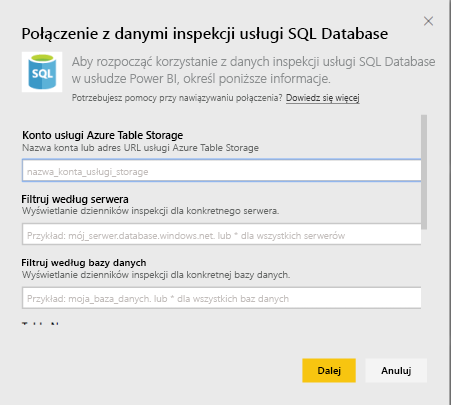 Połączenie z danymi inspekcji usługi SQL Database
SQL
Aby rozpocząć korzystanie z danych inspekcji usługi SQL Database
w usłudze Power BI, określ poniższe informacje.
Potrzebujesz pomocy przy nawiązywaniu połączenia? Dowiedz się więcej
Konto usługi Azure Table Storage
Nazwa konta lub adres URL usługi Azure Table Storage
nazwa_konta_usługi_storage
Filtruj według serwera
Wyświetlanie dzienników inspekcji dla konkretnego serwera.
Przykład: mój_serwer.database.windows.net. lub * dla wszystkich serwerów
Filtruj według bazy danych
Wyświetlanie dzienników inspekcji dla konkretnej bazy danych.
Przykład: moja_baza_danych. lub * dla wszystkich baz danych
Dalej
Anuluj